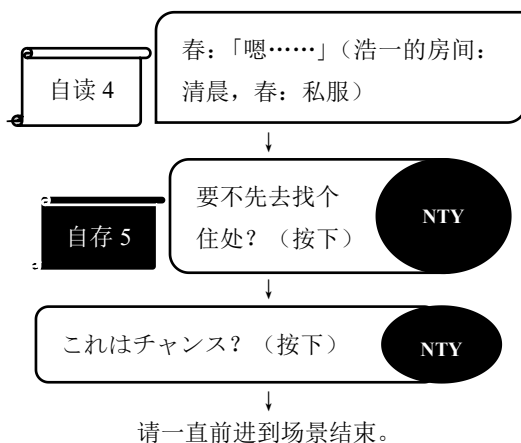 自读 4
春：「嗯……」（浩一的房间：
清晨，春：私服）
↓
自存 5
要不先去找个
住处？（按下）
NTY
↓
これはチャンス？（按下）
NTY
↓
请一直前进到场景结束。